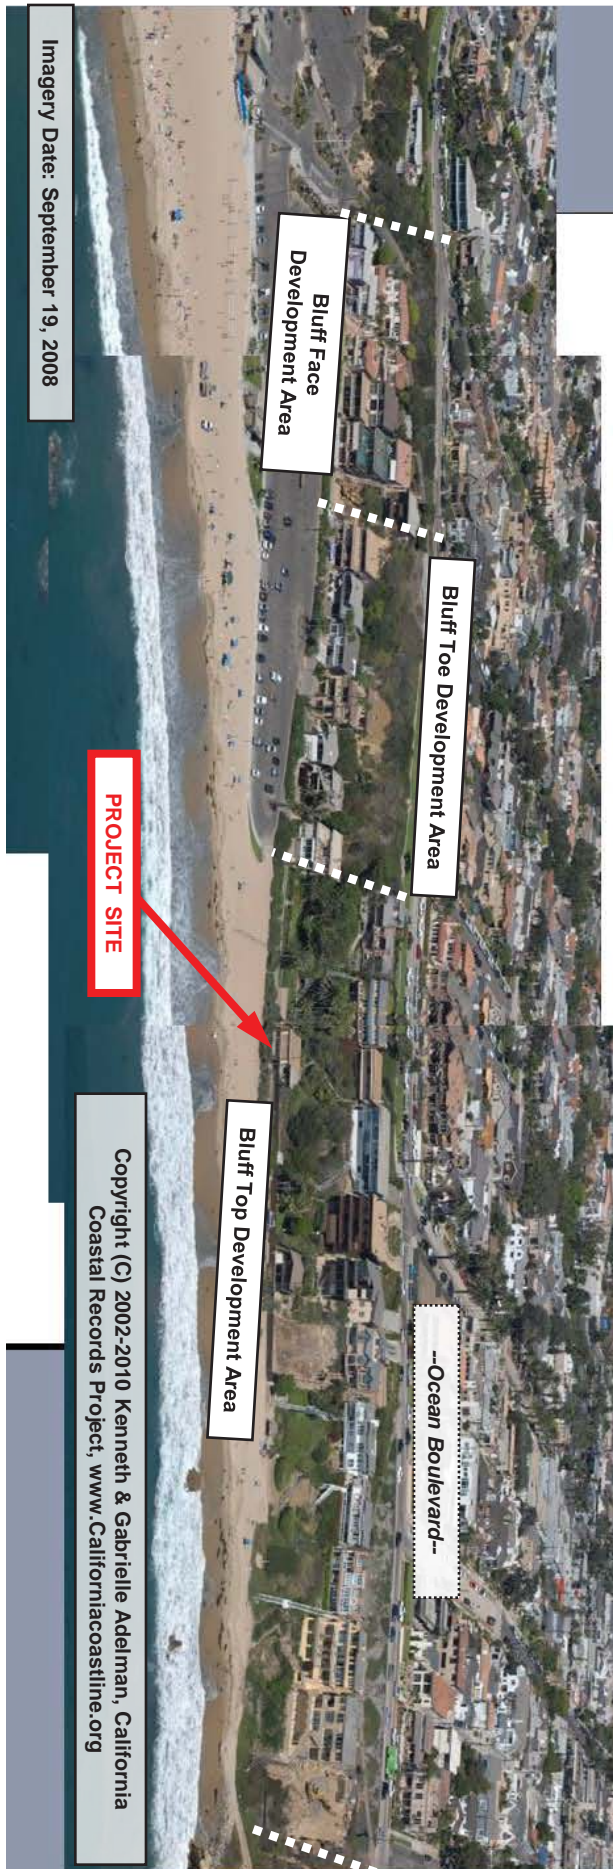 Imagery Date: September 19, 2008
Bluff Face
Development Area
Bluff Toe Development Area
PROJECT SITE
Bluff Top Development Area
--Ocean Boulevard--
Copyright (C) 2002-2010 Kenneth & Gabrielle Adelman, California
Coastal Records Project, www.Californiacoastline.org